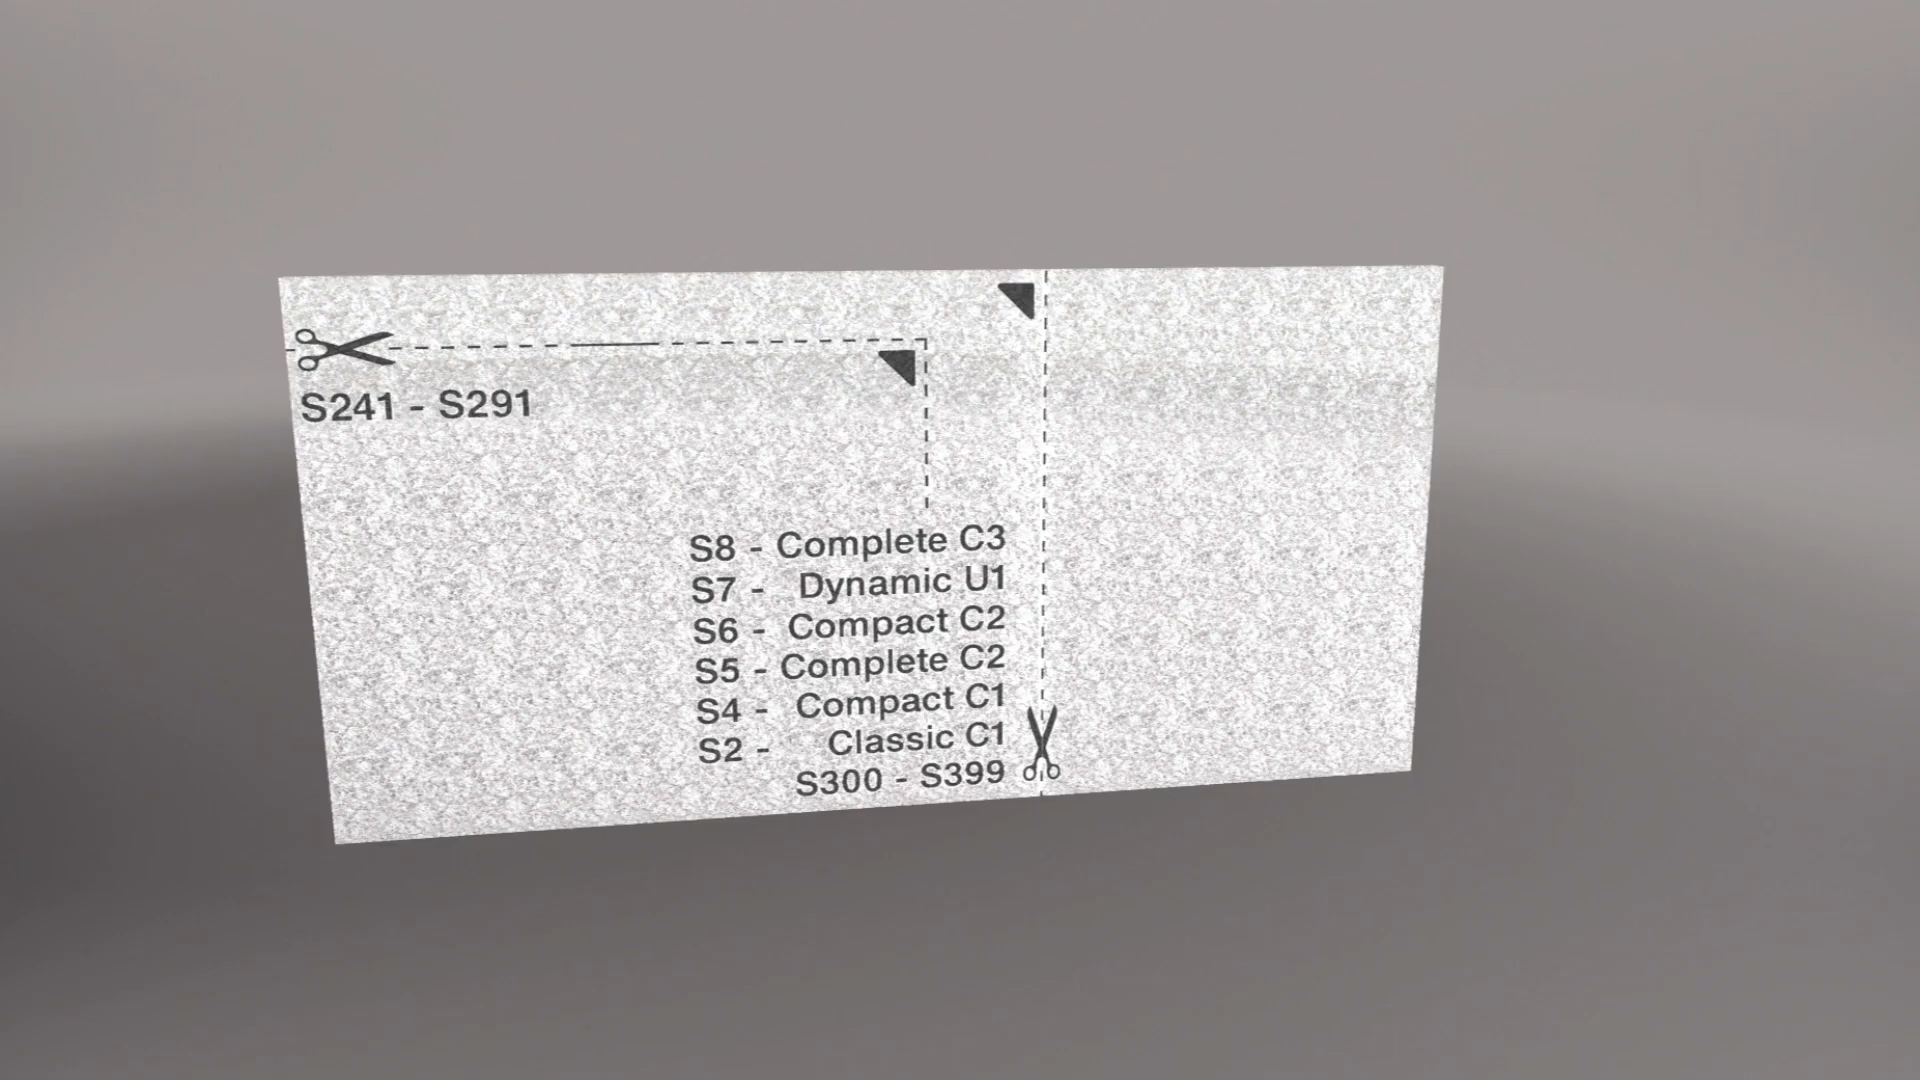 S241 - S291
S8 - Complete C3
S7 - Dynamic U1
S6 - Compact C2
S5 - Complete C2
S4 - Compact C1
S2 - Classic C1
S300 - S399